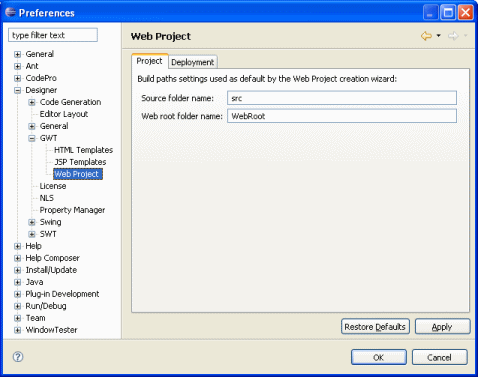 Preferences
type filter text
General
Ant
CodePro
Designer
Code Generation
Editor Layout
General
GWT
HTML Templates
JSP Templates
Web Project
License
NLS
Property Manager
Swing
SWT
Help
Help Composer
Install/Update
Java
Plug-in Development
Run/Debug
Team
WindowTester
Web Project
Project Deployment
Build paths settings used as default by the Web Project creation wizard:
Source folder name: src
Web root folder name: WebRoot
Restore Defaults Apply
OK Cancel